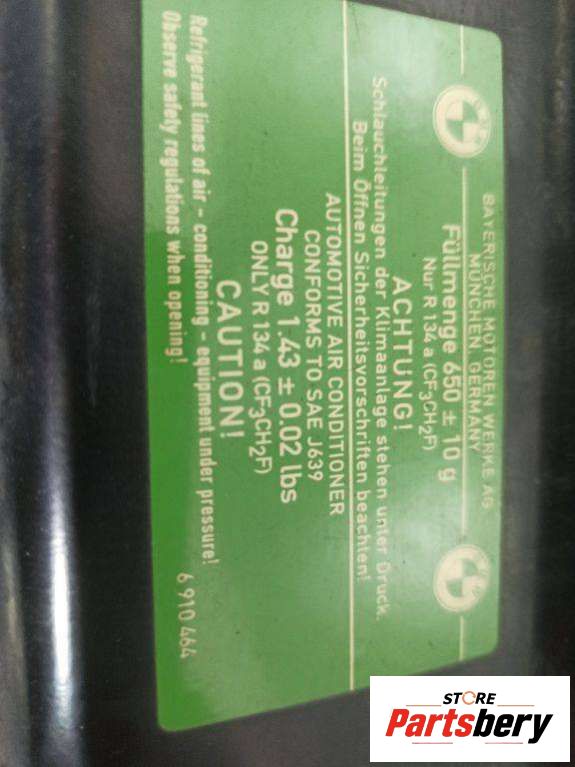 BAYERISCHE MOTOREN WERKE AG
MÜNCHEN GERMANY
Füllmenge 650 ± 10 g
Nur R 134 a (CF3CH2F)
ACHTUNG!
Schlauchleitungen der Klimaanlage stehen unter Druck.
Beim Öffnen Sicherheitsvorschriften beachten!
AUTOMOTIVE AIR CONDITIONER
CONFORMS TO SAE J639
Charge 1.43 ± 0.02 lbs
ONLY R 134 a (CF3CH2F)
CAUTION!
Refrigerant lines of air - conditioning - equipment under pressure!
Observe safety regulations when opening!
6 910 464
STORE
Partsbery